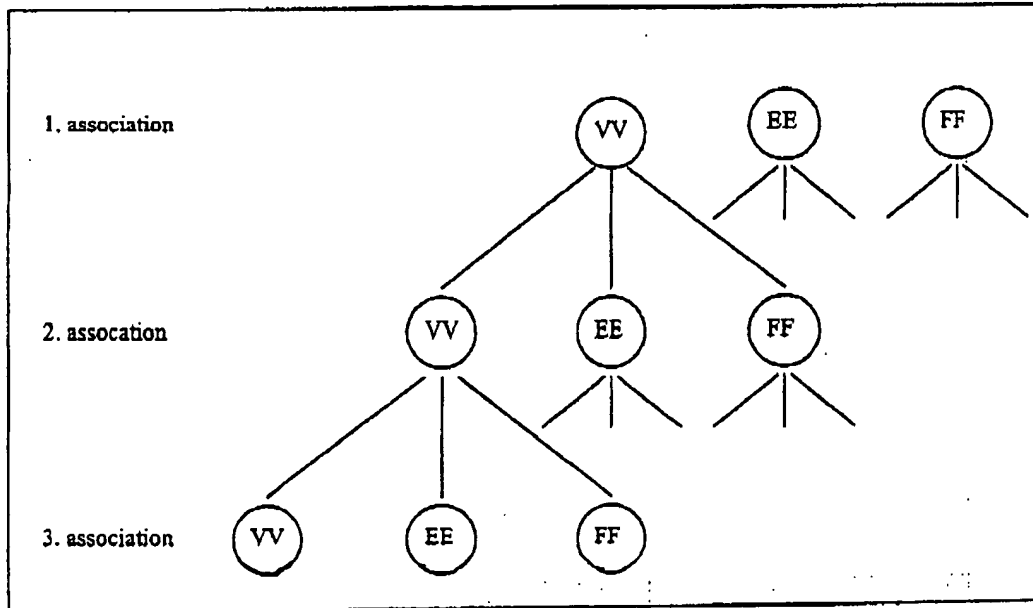 1. association VV EE FF
2. assocation VV EE FF
3. association VV EE FF